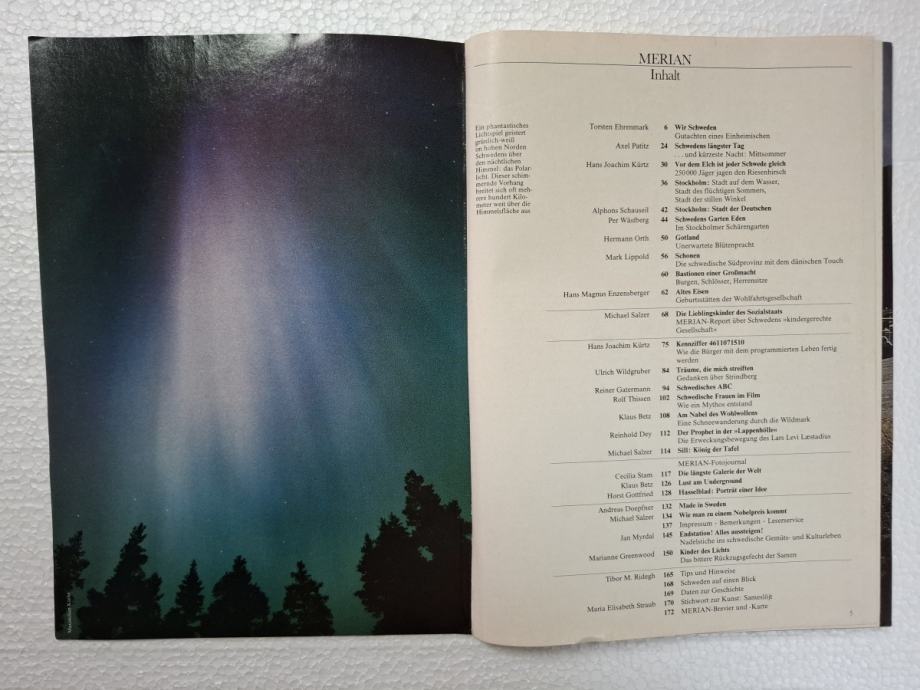 Ein phantastisches
Lichtspiel geistert
grünlich-weiß
im hohen Norden
Schwedens über
den nächtlichen
Himmel: das Polar-
licht. Dieser schim-
mernde Vorhang
breitet sich oft meh-
rere hundert Kilo-
meter weit über die
Himmelsfläche aus
MERIAN
Inhalt
Torsten Ehrenmark 6 Wir Schweden
Gutachten eines Einheimischen
Axel Patitz 24 Schwedens längster Tag
... und kürzeste Nacht: Mittsommer
Hans Joachim Kürtz 30 Vor dem Elch ist jeder Schwede gleich
250000 Jäger jagen den Riesenhirsch
36 Stockholm: Stadt auf dem Wasser,
Stadt des flüchtigen Sommers,
Stadt der stillen Winkel
Alphons Schauseil 42 Stockholm: Stadt der Deutschen
Per Wästberg 44 Schwedens Garten Eden
Im Stockholmer Schärengarten
Hermann Orth 50 Gotland
Unerwartete Blütenpracht
Mark Lippold 56 Schonen
Die schwedische Südprovinz mit dem dänischen Touch
60 Bastionen einer Großmacht
Burgen, Schlösser, Herrensitze
Hans Magnus Enzensberger 62 Altes Eisen
Geburtsstätten der Wohlfahrtsgesellschaft
Michael Salzer 68 Die Lieblingskinder des Sozialstaats
MERIAN-Report über Schwedens »kindgerechte
Gesellschaft«
Hans Joachim Kürtz 75 Kennziffer 4611071510
Wie die Bürger mit dem programmierten Leben fertig
werden
Ulrich Wildgruber 84 Träume, die mich streiften
Gedanken über Strindberg
Reiner Gatermann 94 Schwedisches ABC
Rolf Thissen 102 Schwedische Frauen im Film
Wie ein Mythos entstand
Klaus Betz 108 Am Nabel des Wohlwollens
Eine Schneewanderung durch die Wildmark
Reinhold Dey 112 Der Prophet in der »Lappenhölle«
Die Erweckungsbewegung des Lars Levi Læstadius
Michael Salzer 114 Sill: König der Tafel
MERIAN-Fotojournal
Cecilia Stam 117 Die längste Galerie der Welt
Klaus Betz 126 Lust am Underground
Horst Gottfried 128 Hasselblad: Porträt einer Idee
Andreas Doepfner 132 Made in Sweden
Michael Salzer 134 Wie man zu einem Nobelpreis kommt
137 Impressum - Bemerkungen - Leserservice
Jan Myrdal 145 Endstation! Alles aussteigen!
Nadelstiche ins schwedische Gemüts- und Kulturleben
Marianne Greenwood 150 Kinder des Lichts
Das bittere Rückzugsgefecht der Samen
Tibor M. Ridegh 165 Tips und Hinweise
168 Schweden auf einen Blick
169 Daten zur Geschichte
Maria Elisabeth Straub 170 Stichwort zur Kunst: Sameslöjt
172 MERIAN-Brevier und -Karte
5